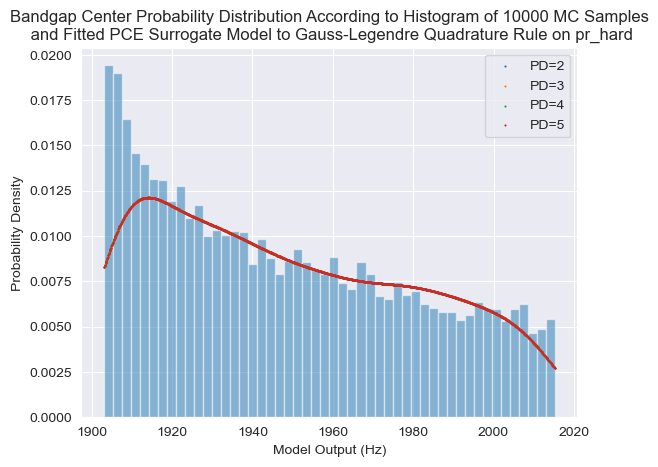 Bandgap Center Probability Distribution According to Histogram of 10000 MC Samples
and Fitted PCE Surrogate Model to Gauss-Legendre Quadrature Rule on pr_hard
PD=2
PD=3
PD=4
PD=5
0.0200
0.0175
0.0150
0.0125
0.0100
0.0075
0.0050
0.0025
0.0000
Probability Density
1900
1920
1940
1960
1980
2000
2020
Model Output (Hz)